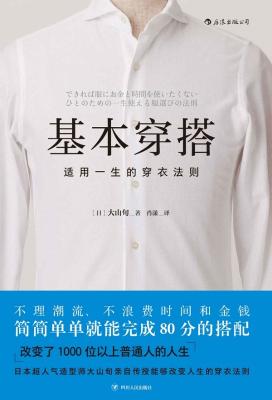 后浪出版公司
できれば服にお金と時間を使いたくない
ひとのための一生使える服選びの法則
基本穿搭
适用一生的穿衣法则
［日］大山旬_著 肖潇_译
不理潮流、不浪费时间和金钱
简简单单就能完成80分的搭配
改变了1000位以上普通人的人生
日本超人气造型师大山旬亲自传授能够改变人生的穿衣法则
四川人民出版社